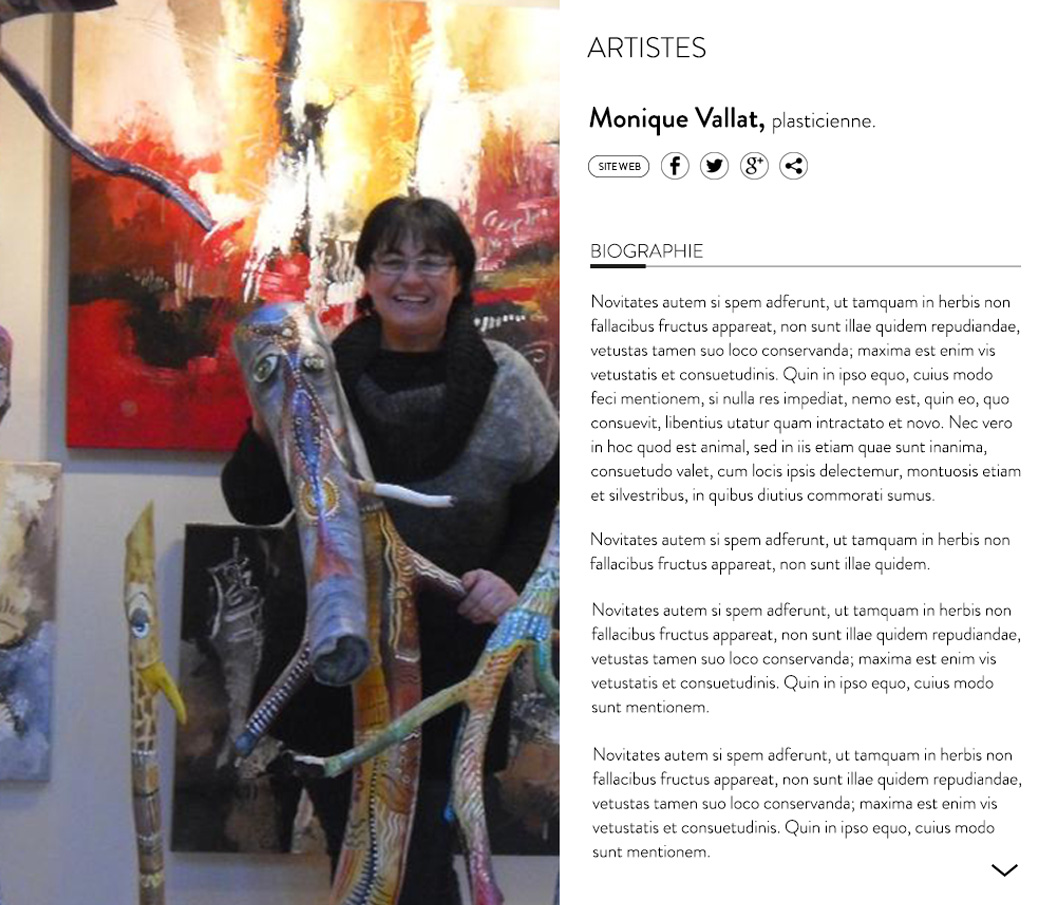 ARTISTES
Monique Vallat, plasticienne.
SITE WEB
BIOGRAPHIE
Novitates autem si spem adferunt, ut tamquam in herbis non
fallacibus fructus appareat, non sunt illae quidem repudiandae,
vetustas tamen suo loco conservanda; maxima est enim vis
vetustatis et consuetudinis. Quin in ipso equo, cuius modo
feci mentionem, si nulla res impediat, nemo est, quin eo, quo
consuevit, libentius utatur quam intractato et novo. Nec vero
in hoc quod est animal, sed in iis etiam quae sunt inanima,
consuetudo valet, cum locis ipsis delectemur, montuosis etiam
et silvestribus, in quibus diutius commorati sumus.
Novitates autem si spem adferunt, ut tamquam in herbis non
fallacibus fructus appareat, non sunt illae quidem.
Novitates autem si spem adferunt, ut tamquam in herbis non
fallacibus fructus appareat, non sunt illae quidem repudiandae,
vetustas tamen suo loco conservanda; maxima est enim vis
vetustatis et consuetudinis. Quin in ipso equo, cuius modo
sunt mentionem.
Novitates autem si spem adferunt, ut tamquam in herbis non
fallacibus fructus appareat, non sunt illae quidem repudiandae,
vetustas tamen suo loco conservanda; maxima est enim vis
vetustatis et consuetudinis. Quin in ipso equo, cuius modo
sunt mentionem.